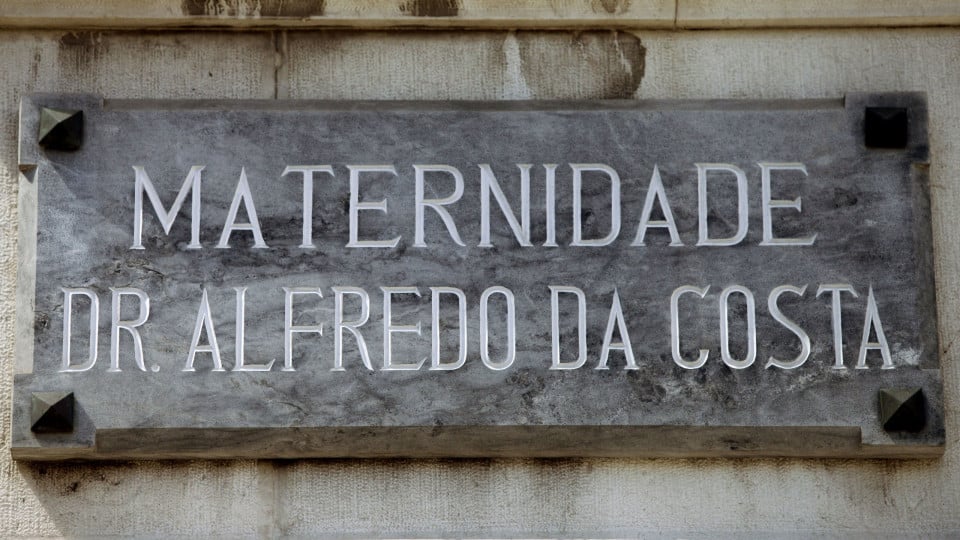 MATERNIDADE
DR. ALFREDO DA COSTA